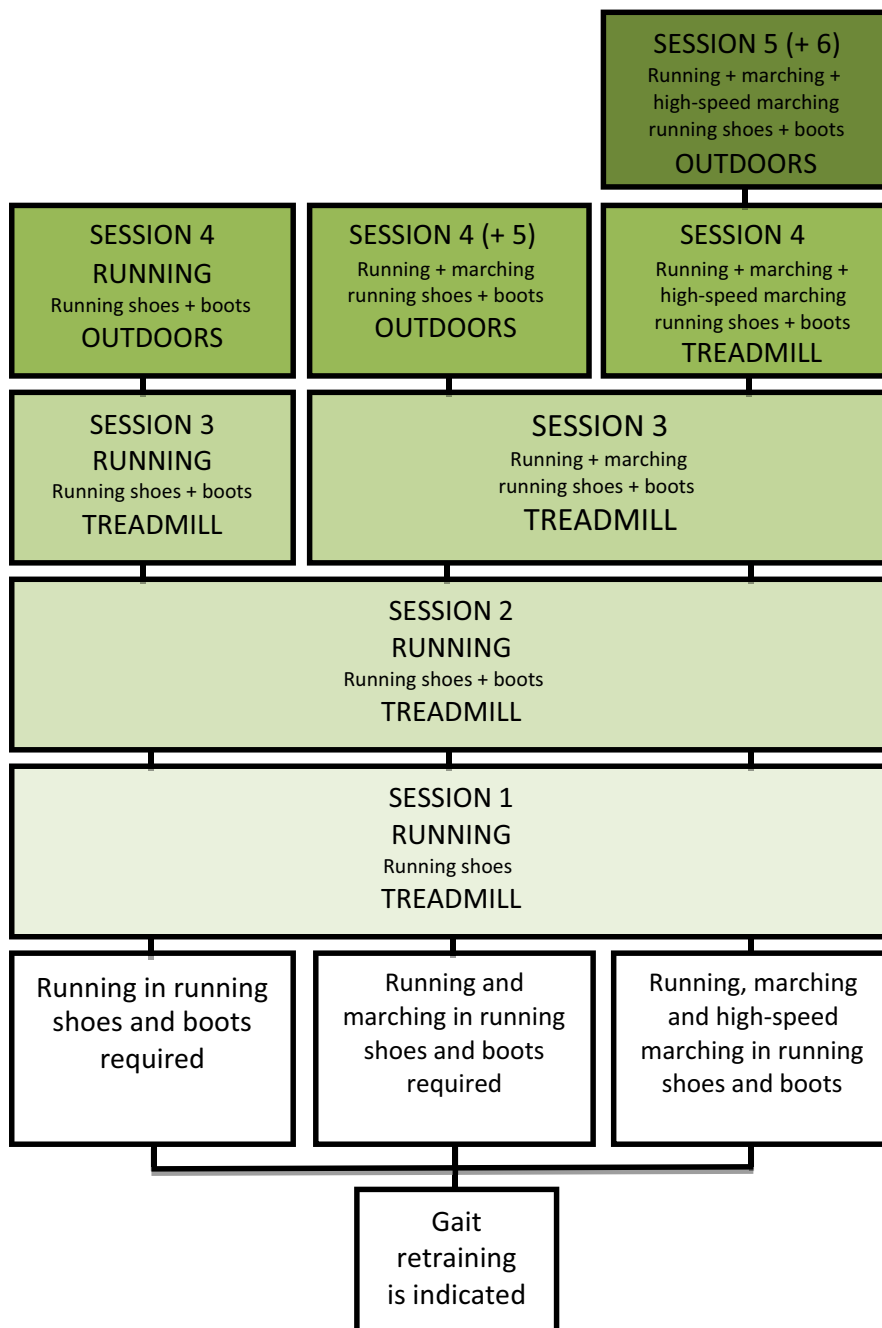 SESSION 5 (+ 6)
Running + marching +
high-speed marching
running shoes + boots
OUTDOORS
SESSION 4
RUNNING
Running shoes + boots
OUTDOORS
SESSION 4 (+ 5)
Running + marching
running shoes + boots
OUTDOORS
SESSION 4
Running + marching +
high-speed marching
running shoes + boots
TREADMILL
SESSION 3
RUNNING
Running shoes + boots
TREADMILL
SESSION 3
Running + marching
running shoes + boots
TREADMILL
SESSION 2
RUNNING
Running shoes + boots
TREADMILL
SESSION 1
RUNNING
Running shoes
TREADMILL
Running in running
shoes and boots
required
Running and
marching in running
shoes and boots
required
Running, marching
and high-speed
marching in running
shoes and boots
Gait
retraining
is indicated